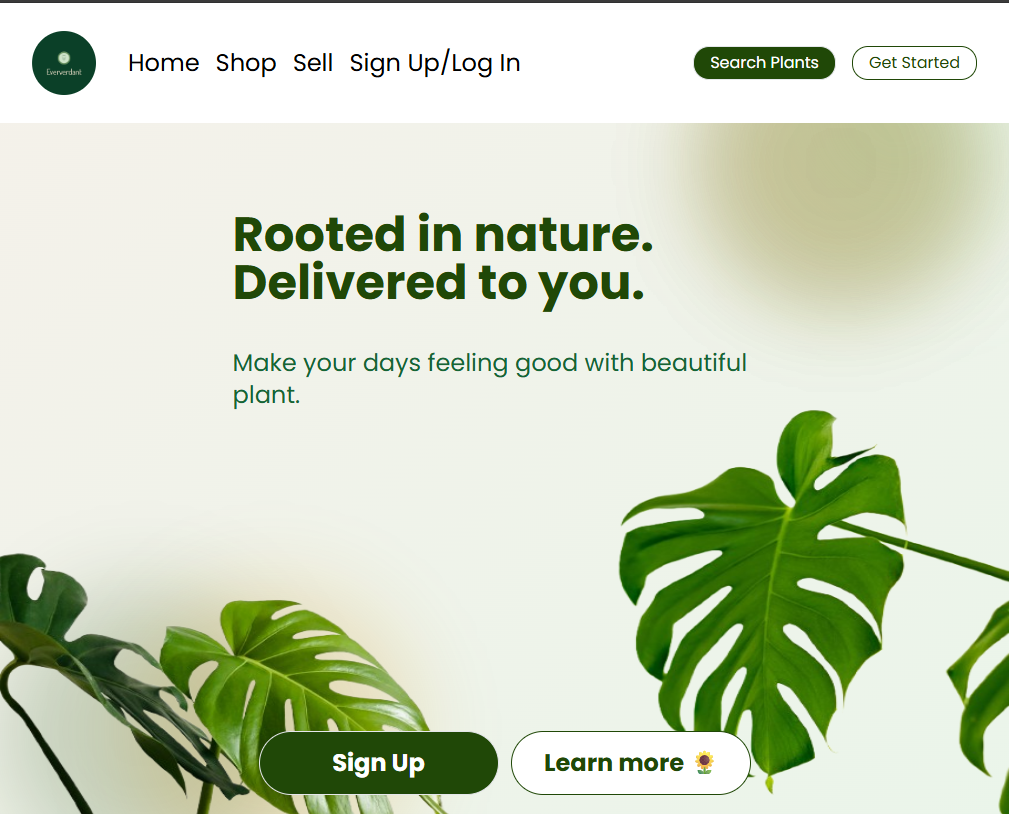 Eververdant
Home Shop Sell Sign Up/Log In
Search Plants
Get Started
Rooted in nature.
Delivered to you.
Make your days feeling good with beautiful
plant.
Sign Up
Learn more 🌻